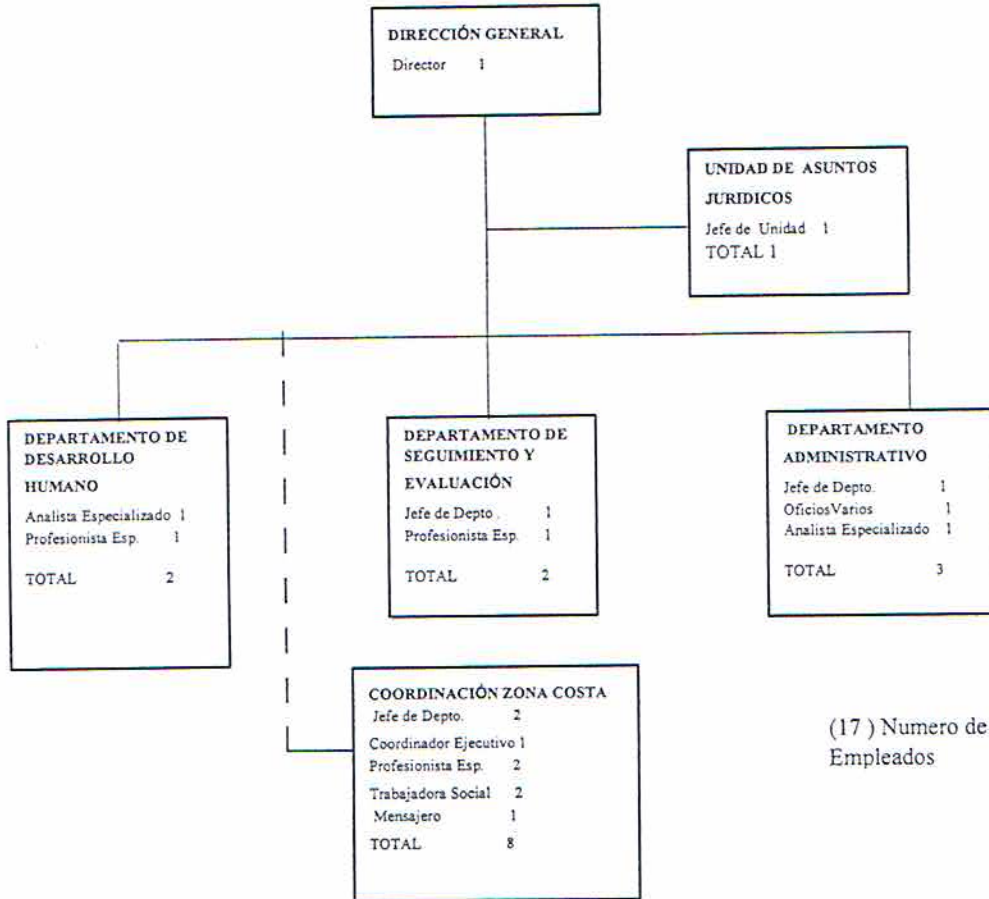 DIRECCIÓN GENERAL
Director 1
UNIDAD DE ASUNTOS
JURIDICOS
Jefe de Unidad 1
TOTAL 1
DEPARTAMENTO DE
DESARROLLO
HUMANO
Analista Especializado 1
Profesionista Esp. 1
TOTAL 2
DEPARTAMENTO DE
SEGUIMIENTO Y
EVALUACIÓN
Jefe de Depto . 1
Profesionista Esp. 1
TOTAL 2
DEPARTAMENTO
ADMINISTRATIVO
Jefe de Depto. 1
OficiosVarios 1
Analista Especializado 1
TOTAL 3
COORDINACIÓN ZONA COSTA
Jefe de Depto. 2
Coordinador Ejecutivo 1
Profesionista Esp. 2
Trabajadora Social 2
Mensajero 1
TOTAL 8
(17 ) Numero de
Empleados